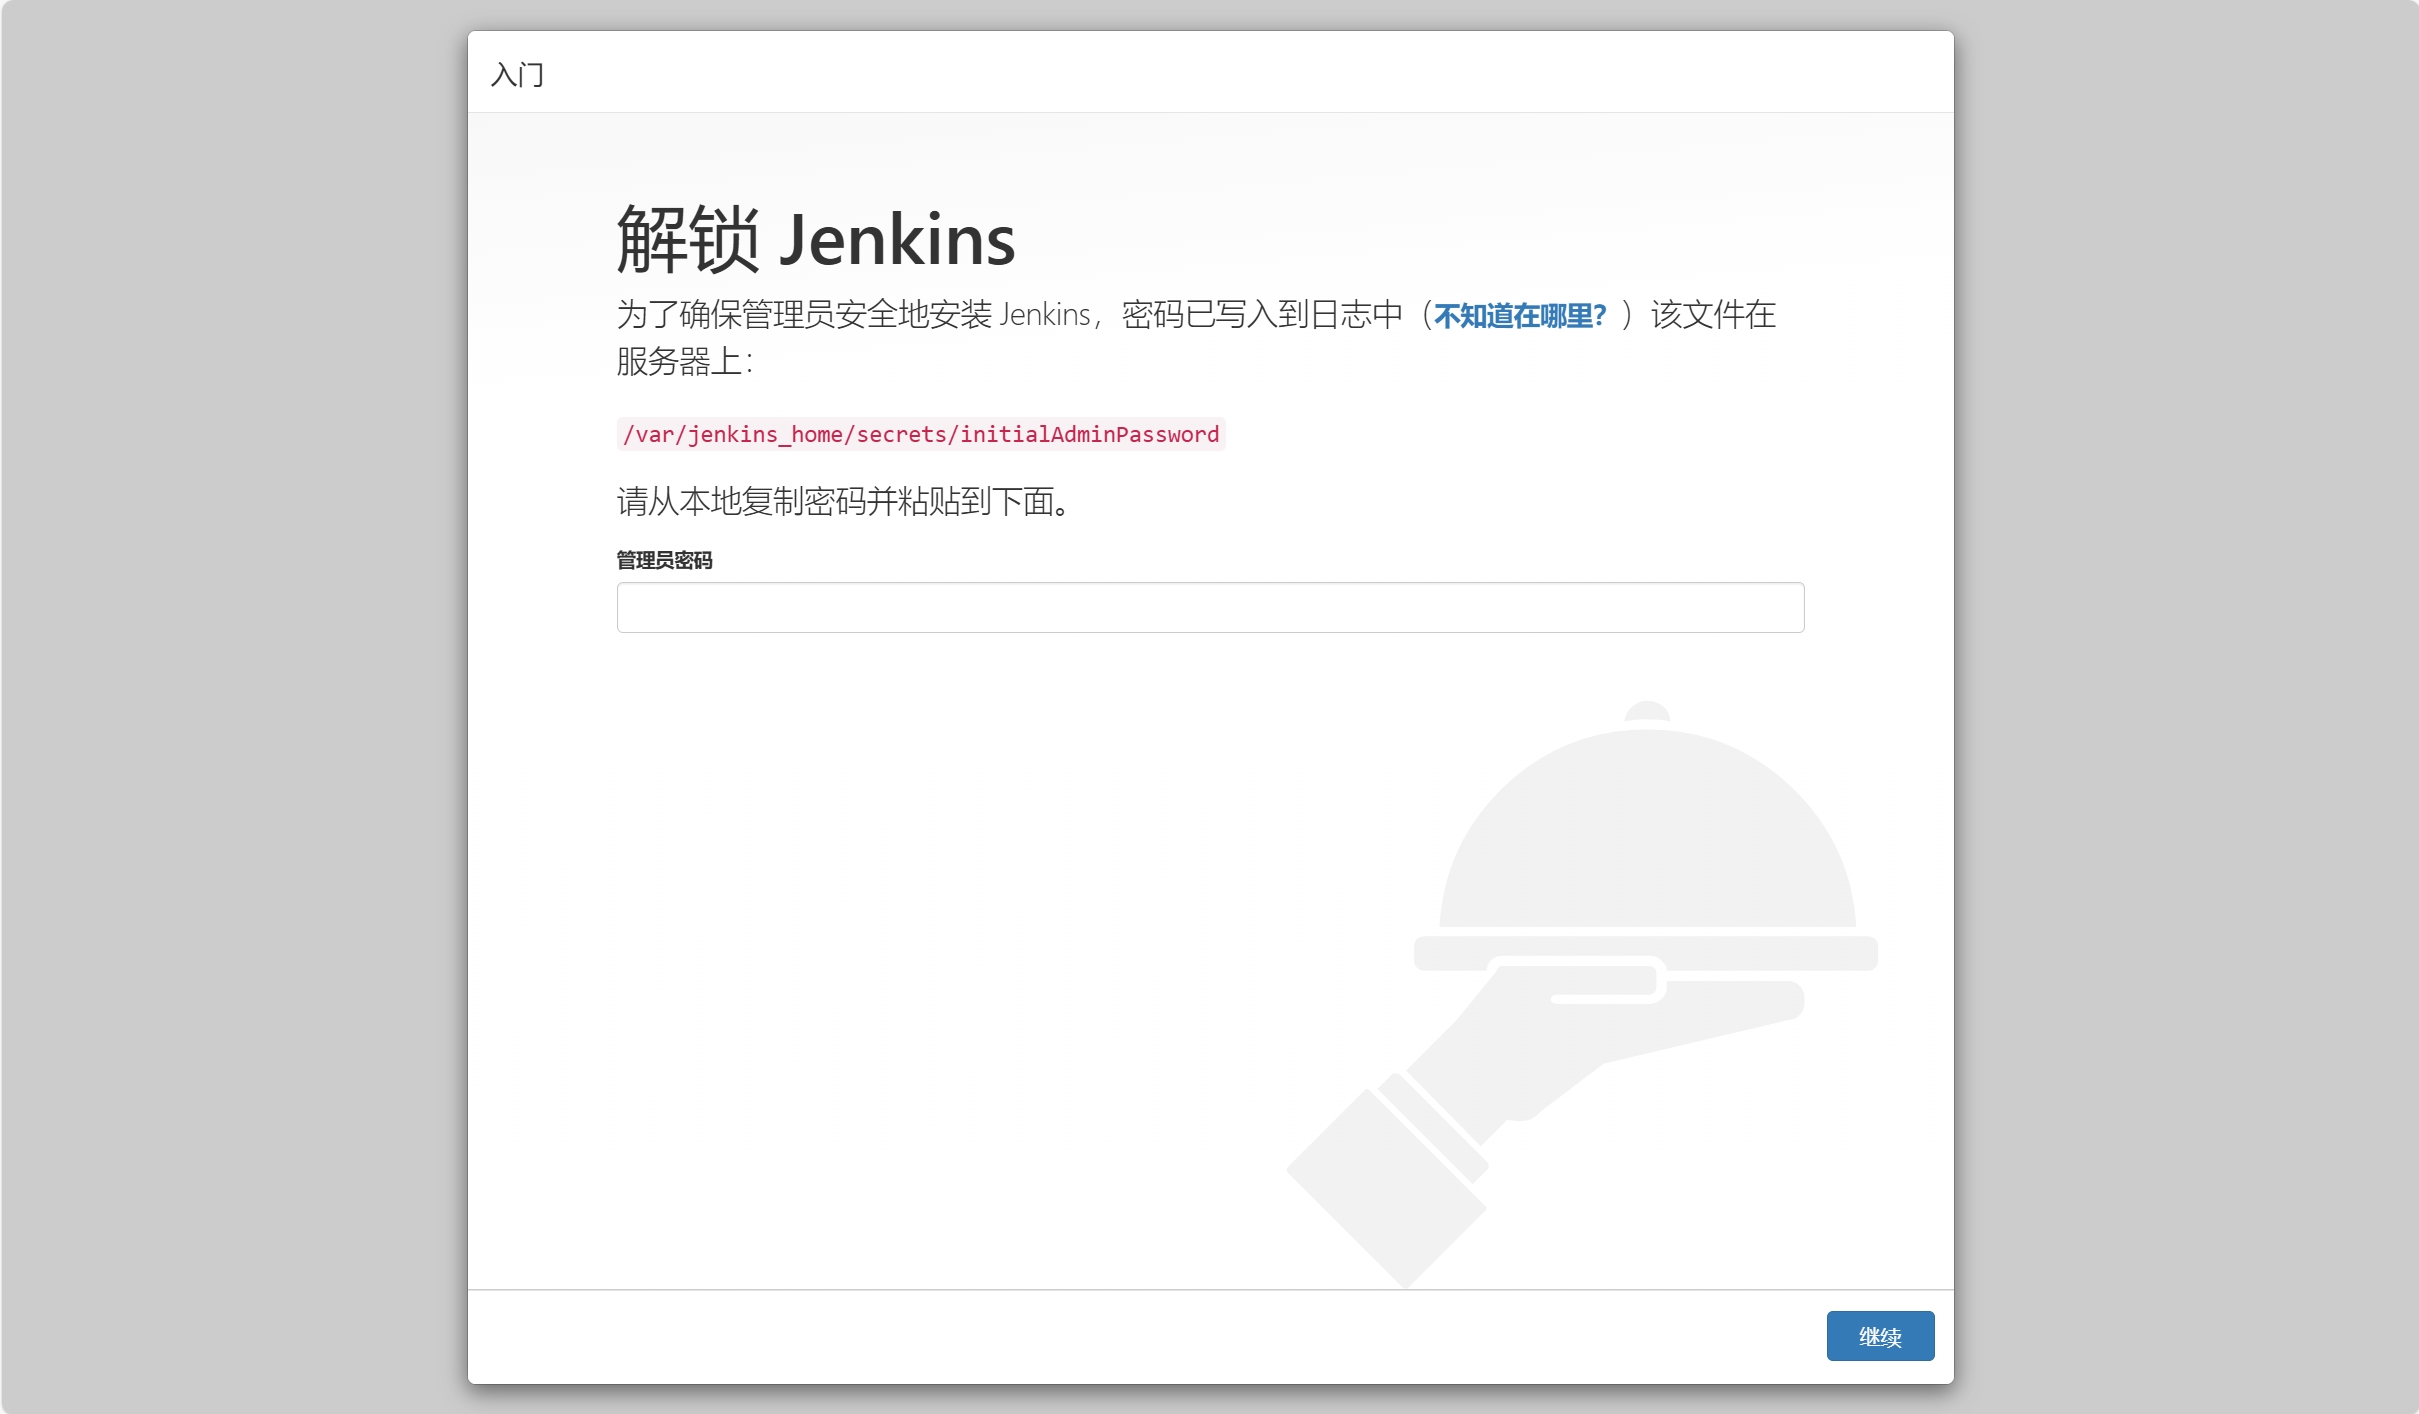 入门
解锁 Jenkins
为了确保管理员安全地安装 Jenkins，密码已写入到日志中（不知道在哪里？）该文件在
服务器上：
/var/jenkins_home/secrets/initialAdminPassword
请从本地复制密码并粘贴到下面。
管理员密码
继续